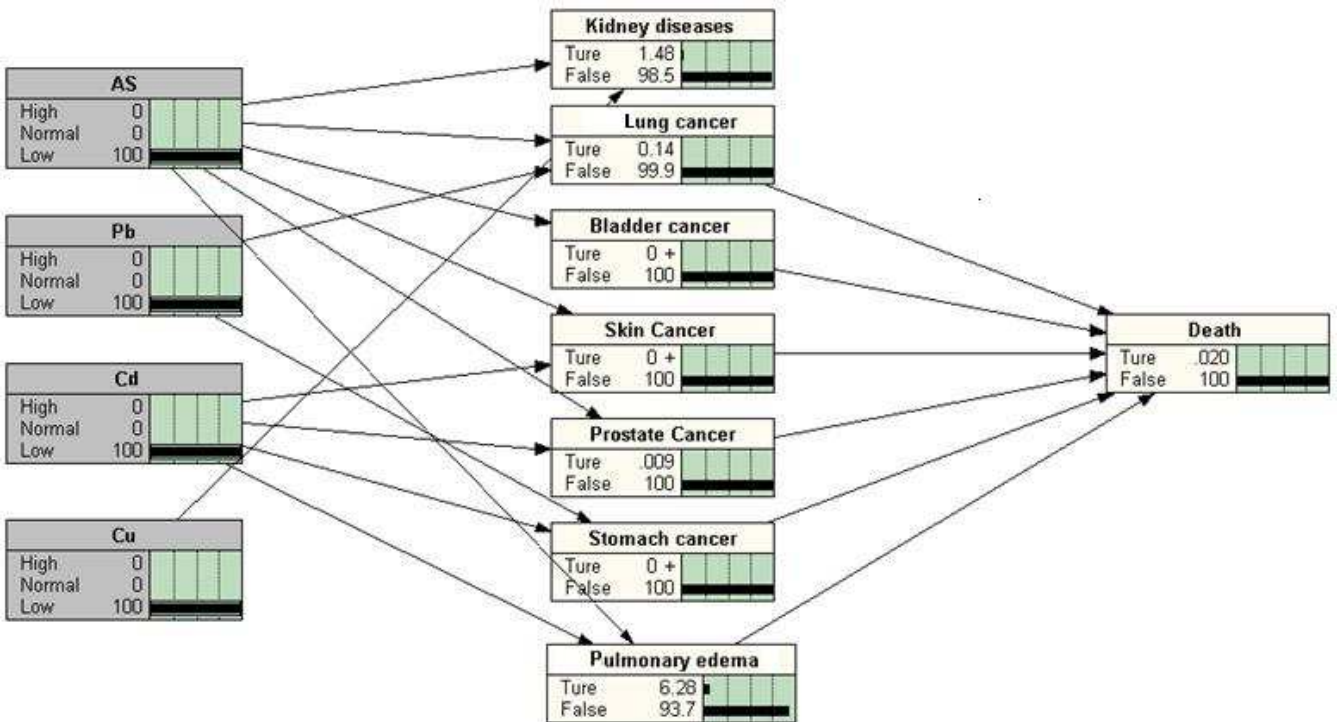 AS
High 0
Normal 0
Low 100
Pb
High 0
Normal 0
Low 100
Cd
High 0
Normal 0
Low 100
Cu
High 0
Normal 0
Low 100
Kidney diseases
Ture 1.48
False 98.5
Lung cancer
Ture 0.14
False 99.9
Bladder cancer
Ture 0 +
False 100
Skin Cancer
Ture 0 +
False 100
Prostate Cancer
Ture .009
False 100
Stomach cancer
Ture 0 +
False 100
Pulmonary edema
Ture 6.28
False 93.7
Death
Ture .020
False 100